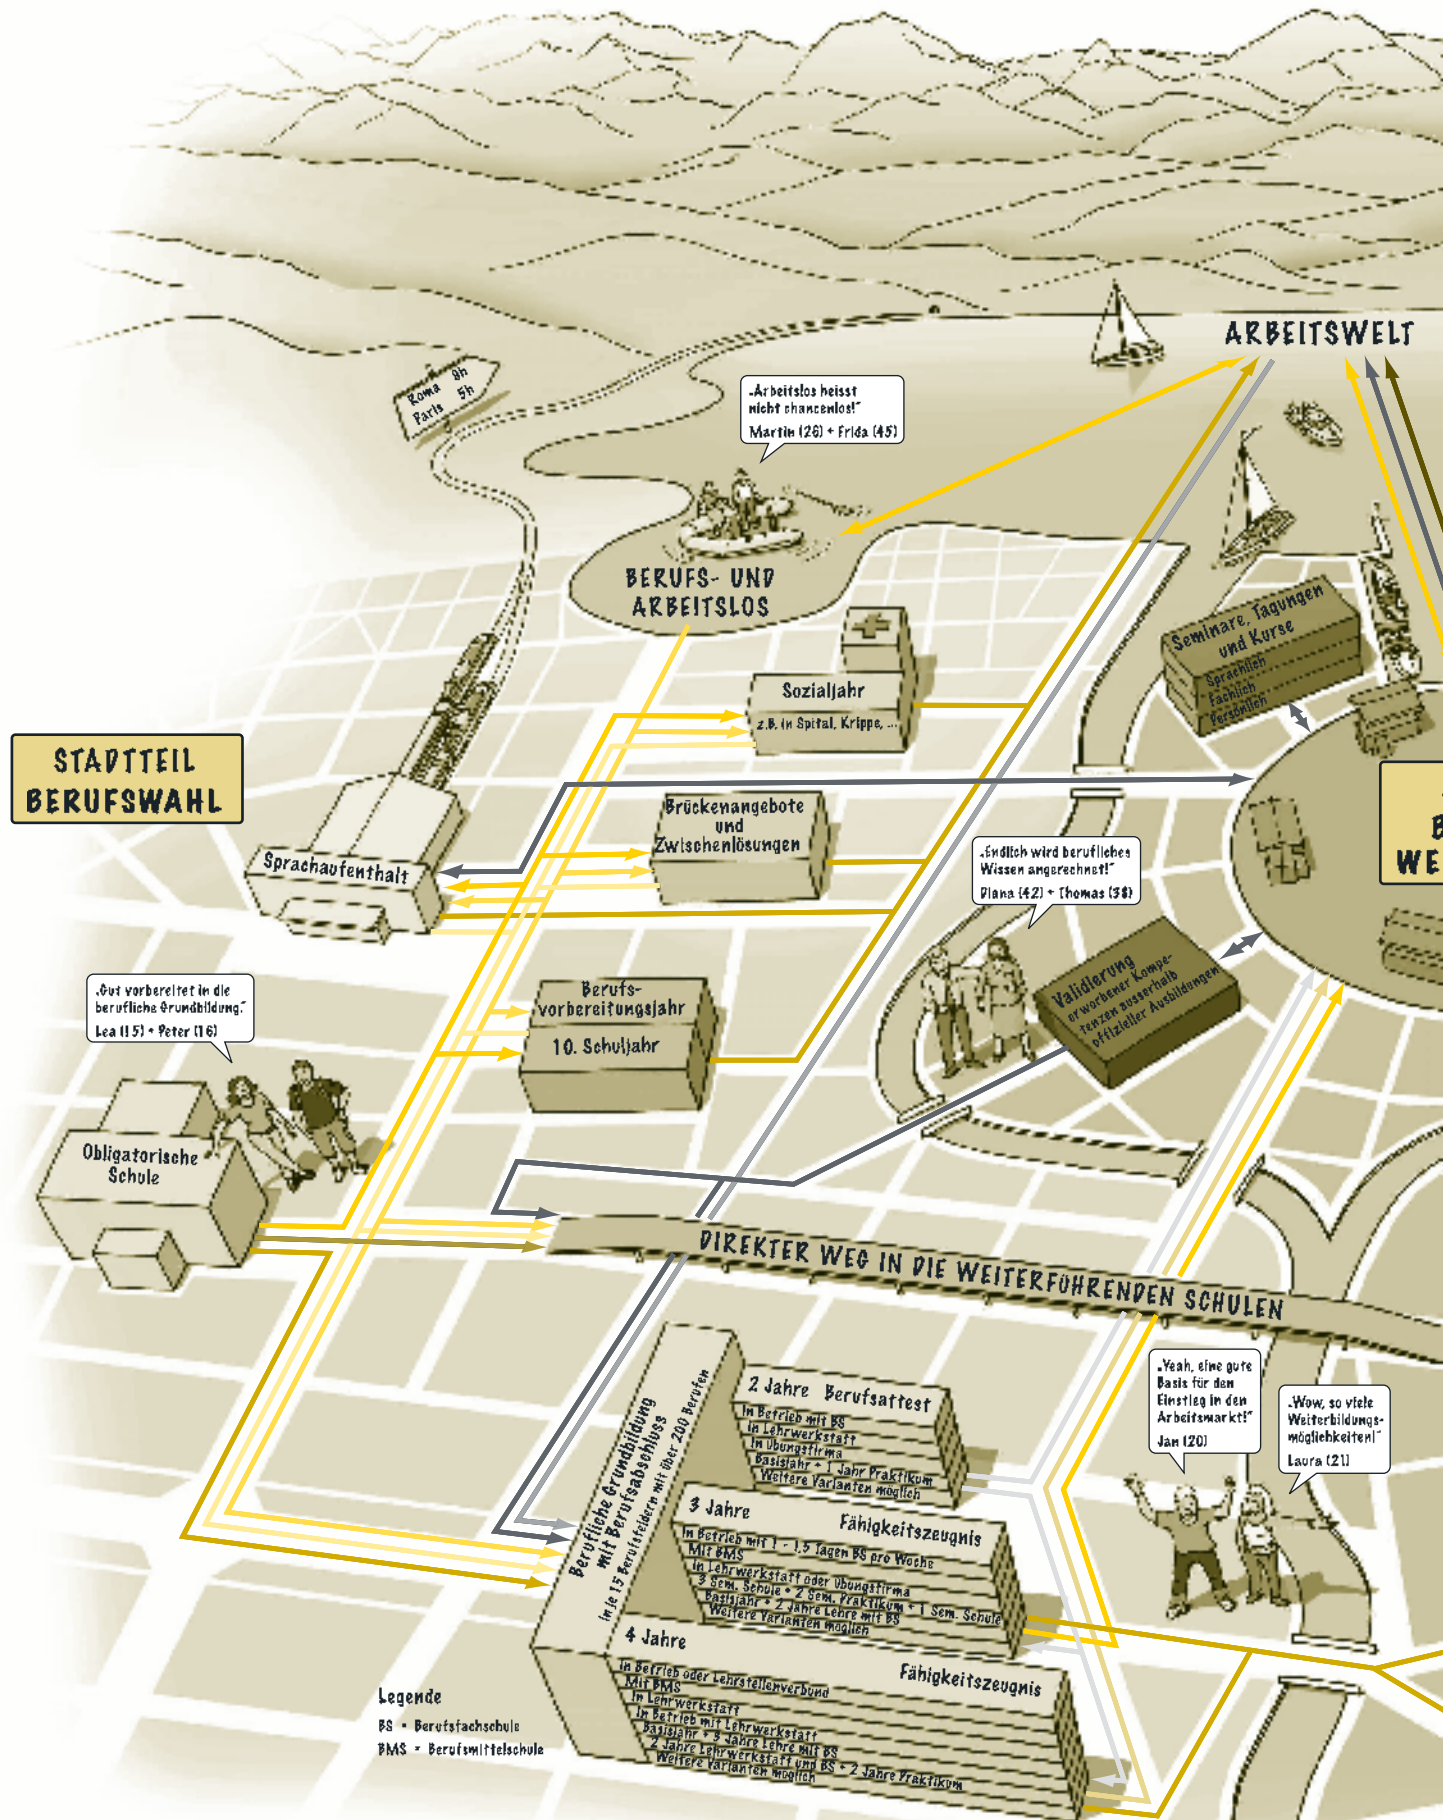 ARBEITSWELT
Roma 9h
Paris 5h
„Arbeitslos heisst
nicht chancenlos!“
Martin (26) + Frida (45)
BERUFS- UND
ARBEITSLOS
Seminare, Tagungen
und Kurse
Sprachlich
Fachlich
Persönlich
Sozialjahr
z.B. in Spital, Krippe, ...
STADTTEIL
BERUFSWAHL
Brückenangebote
und
Zwischenlösungen
B
WE
„Endlich wird berufliches
Wissen angerechnet!“
Diana (42) + Thomas (38)
Sprachaufenthalt
Validierung
erworbener Kompe-
tenzen ausserhalb
offizieller Ausbildungen
„Gut vorbereitet in die
berufliche Grundbildung.“
Lea (15) + Peter (16)
Berufs-
vorbereitungsjahr
10. Schuljahr
Obligatorische
Schule
DIREKTER WEG IN DIE WEITERFÜHRENDEN SCHULEN
„Yeah, eine gute
Basis für den
Einstieg in den
Arbeitsmarkt!“
Jan (20)
„Wow, so viele
Weiterbildungs-
möglichkeiten!“
Laura (21)
Berufliche Grundbildung
mit Berufsabschluss
In je 15 Berufsfeldern mit über 200 Berufen
2 Jahre Berufsattest
In Betrieb mit BS
In Lehrwerkstatt
In Übungsfirma
Basisjahr + 1 Jahr Praktikum
Weitere Varianten möglich
3 Jahre Fähigkeitszeugnis
In Betrieb mit 1 - 1,5 Tagen BS pro Woche
Mit BMS
In Lehrwerkstatt oder Übungsfirma
3 Sem. Schule + 2 Sem. Praktikum + 1 Sem. Schule
Basisjahr + 2 Jahre Lehre mit BS
Weitere Varianten möglich
4 Jahre Fähigkeitszeugnis
In Betrieb oder Lehrstellenverbund
Mit BMS
In Lehrwerkstatt
In Betrieb mit Lehrwerkstatt
Basisjahr + 3 Jahre Lehre mit BS
2 Jahre Lehrwerkstatt und BS + 2 Jahre Praktikum
Weitere Varianten möglich
Legende
BS = Berufsfachschule
BMS = Berufsmittelschule